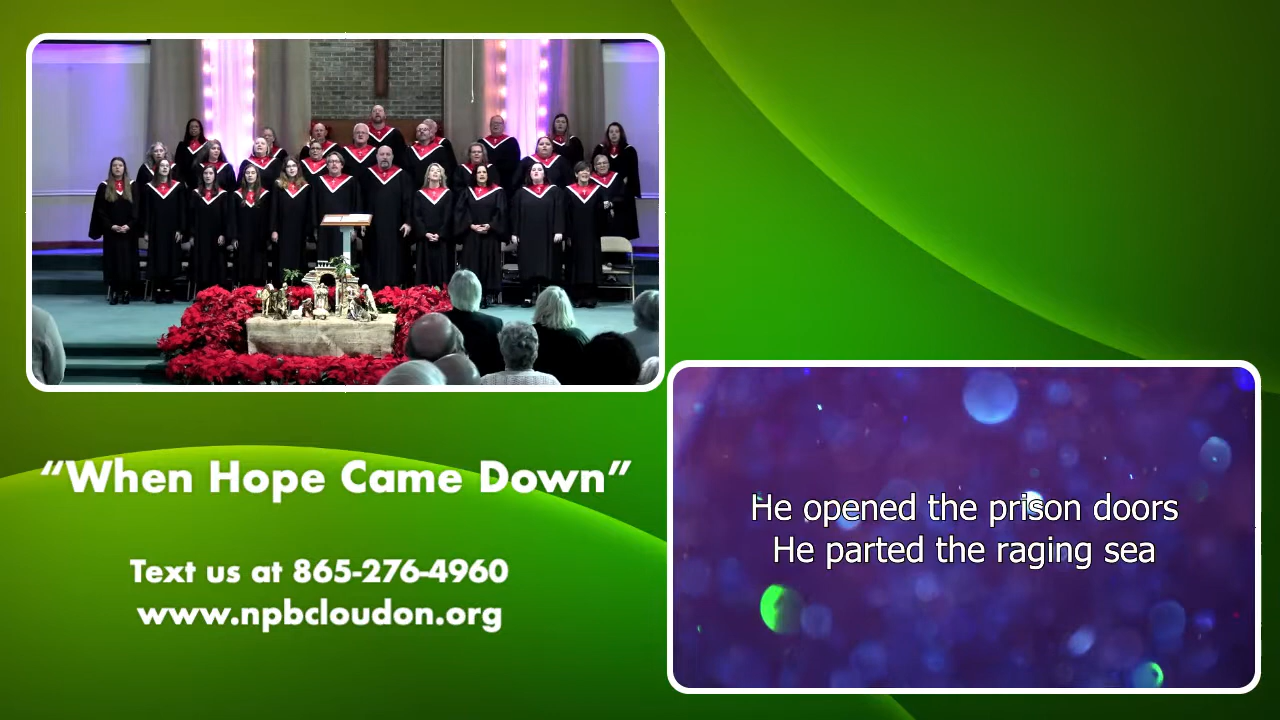 “When Hope Came Down”
Text us at 865-276-4960
www.npbcloudon.org
He opened the prison doors
He parted the raging sea